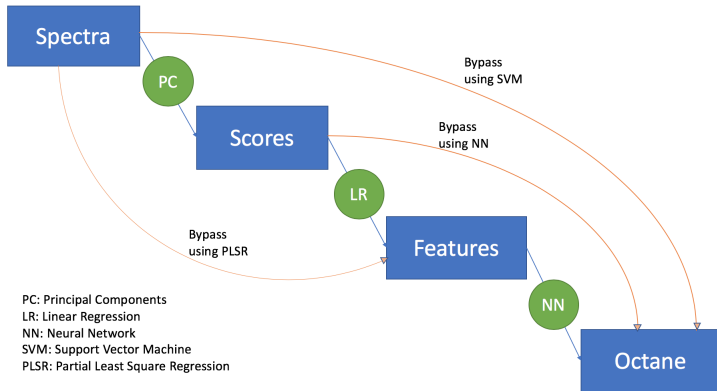 Spectra
Bypass
using SVM
PC
Bypass
using NN
Scores
LR
Bypass
using PLSR
Features
PC: Principal Components
LR: Linear Regression
NN: Neural Network
SVM: Support Vector Machine
PLSR: Partial Least Square Regression
NN
Octane